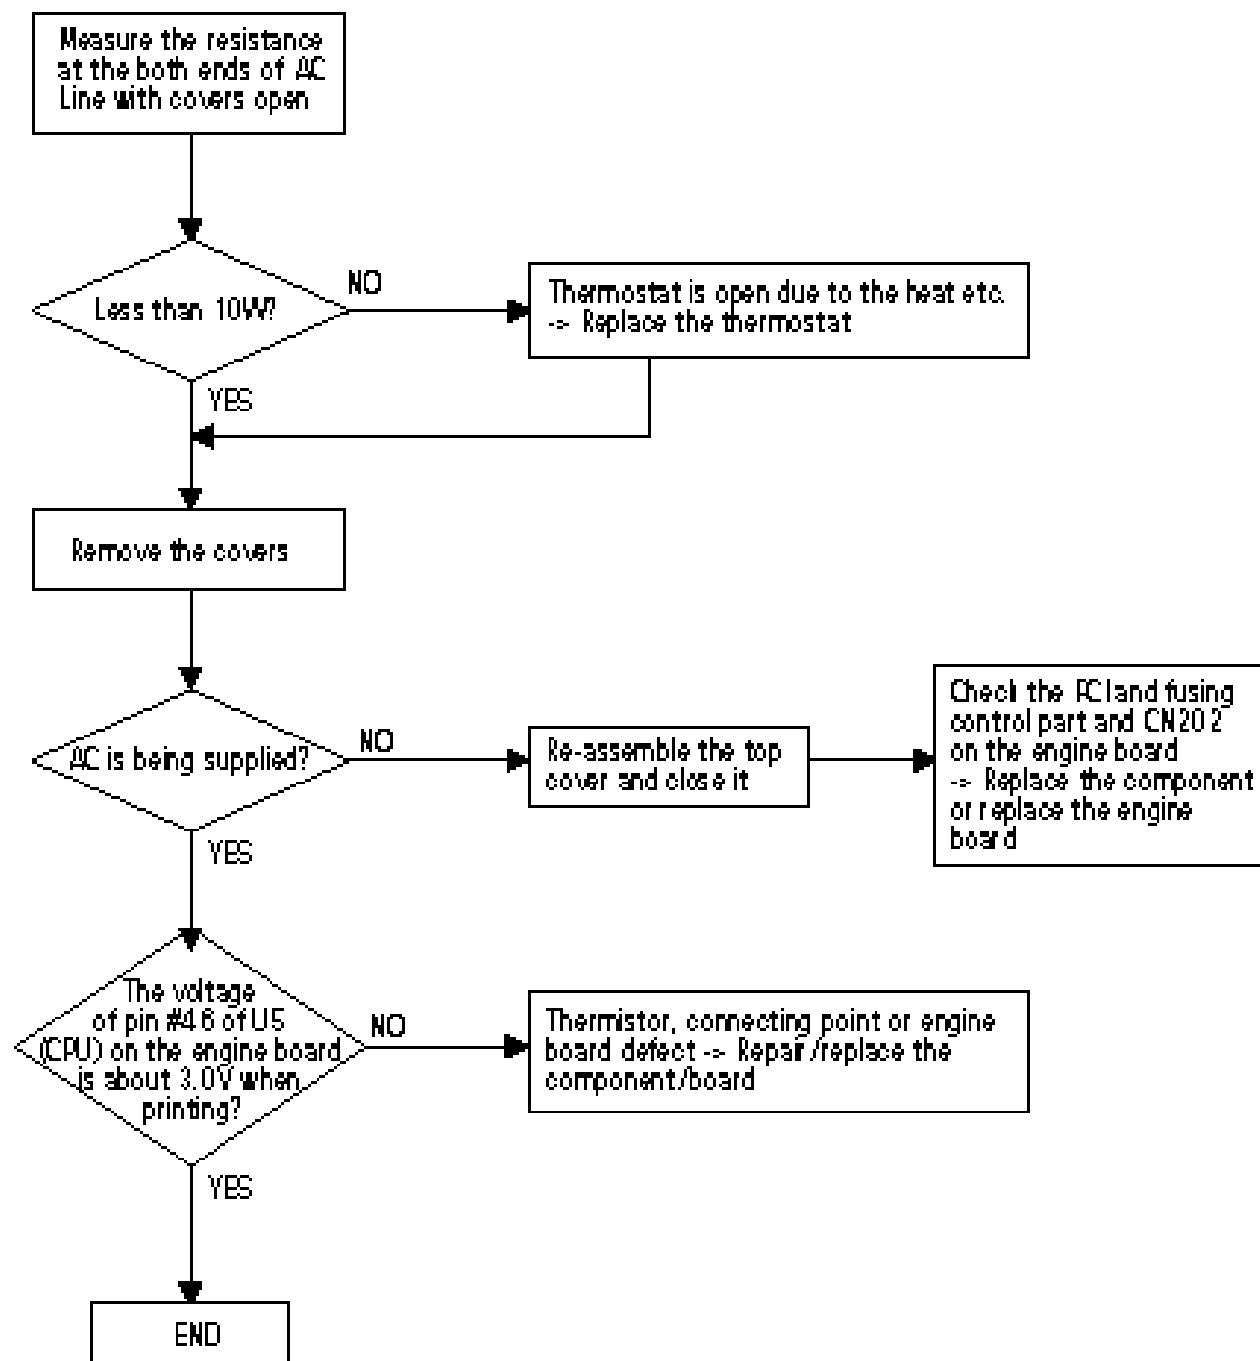 Measure the resistance
at the both ends of AC
Line with covers open
Less than 10W?
NO
Thermostat is open due to the heat etc.
-> Replace the thermostat
YES
Remove the covers
AC is being supplied?
NO
Re-assemble the top
cover and close it
Check the and fusing
control part and CN202
on the engine board
-> Replace the component
or replace the engine
board
YES
The voltage
of pin #46 of U5
(CPU) on the engine board
is about 3.0V when
printing?
NO
Thermistor, connecting point or engine
board defect -> Repair/replace the
component/board
YES
END